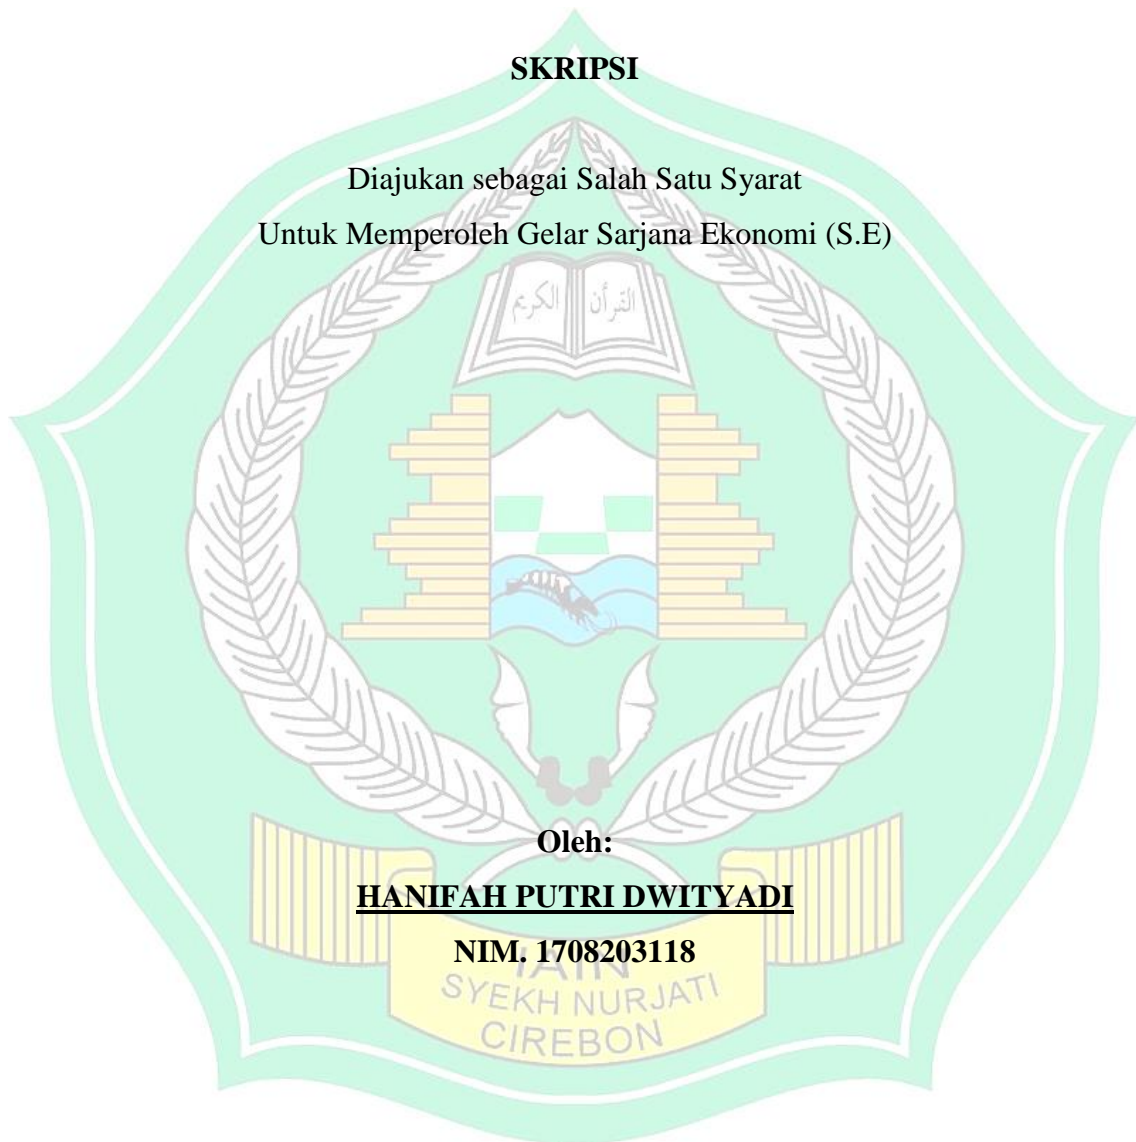 SKRIPSI
Diajukan sebagai Salah Satu Syarat
Untuk Memperoleh Gelar Sarjana Ekonomi (S.E)
القرأن الكريم
Oleh:
HANIFAH PUTRI DWITYADI
NIM. 1708203118
IAIN
SYEKH NURJATI
CIREBON